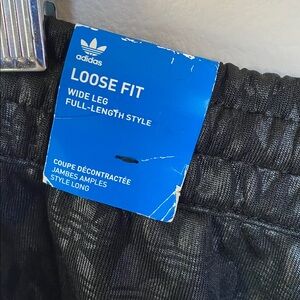 adidas
LOOSE FIT
WIDE LEG
FULL-LENGTH STYLE
COUPE DÉCONTRACTÉE
JAMBES AMPLES
STYLE LONG